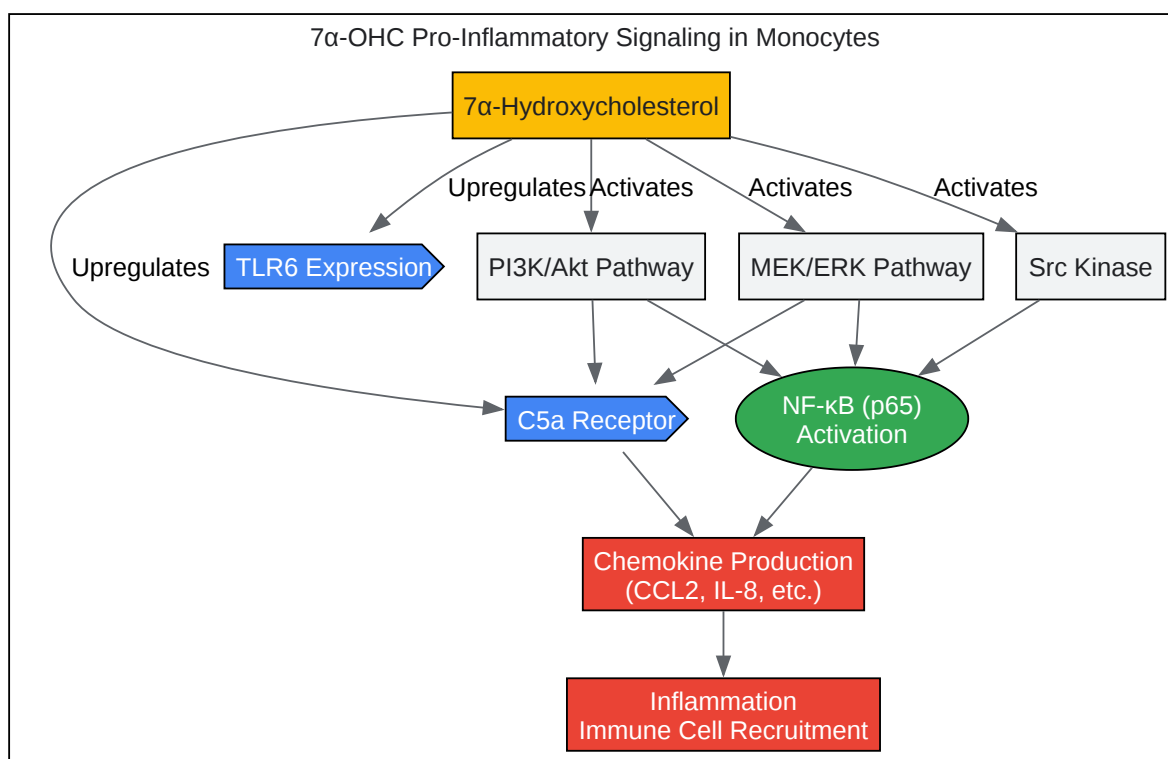 7α-OHC Pro-Inflammatory Signaling in Monocytes
7α-Hydroxycholesterol
Upregulates
Activates
Activates
Activates
Upregulates
TLR6 Expression
PI3K/Akt Pathway
MEK/ERK Pathway
Src Kinase
C5a Receptor
NF-κB (p65)
Activation
Chemokine Production
(CCL2, IL-8, etc.)
Inflammation
Immune Cell Recruitment